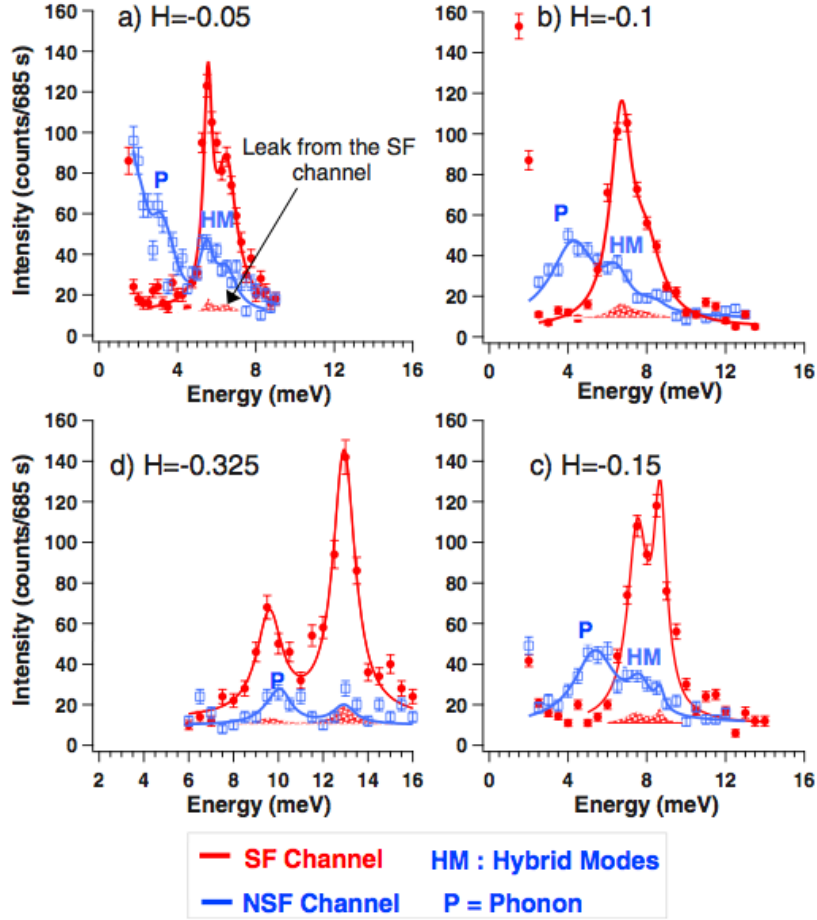 a) H=-0.05
b) H=-0.1
160
140
120
100
80
60
40
20
0
Intensity (counts/685 s)
P
HM
Leak from the SF
channel
0
4
8
12
16
Energy (meV)
160
140
120
100
80
60
40
20
0
P
HM
0
4
8
12
16
Energy (meV)
d) H=-0.325
c) H=-0.15
160
140
120
100
80
60
40
20
0
Intensity (counts/685 s)
P
2
4
6
8
10
12
14
16
Energy (meV)
160
140
120
100
80
60
40
20
0
P
HM
0
4
8
12
16
Energy (meV)
SF Channel
HM : Hybrid Modes
NSF Channel
P = Phonon